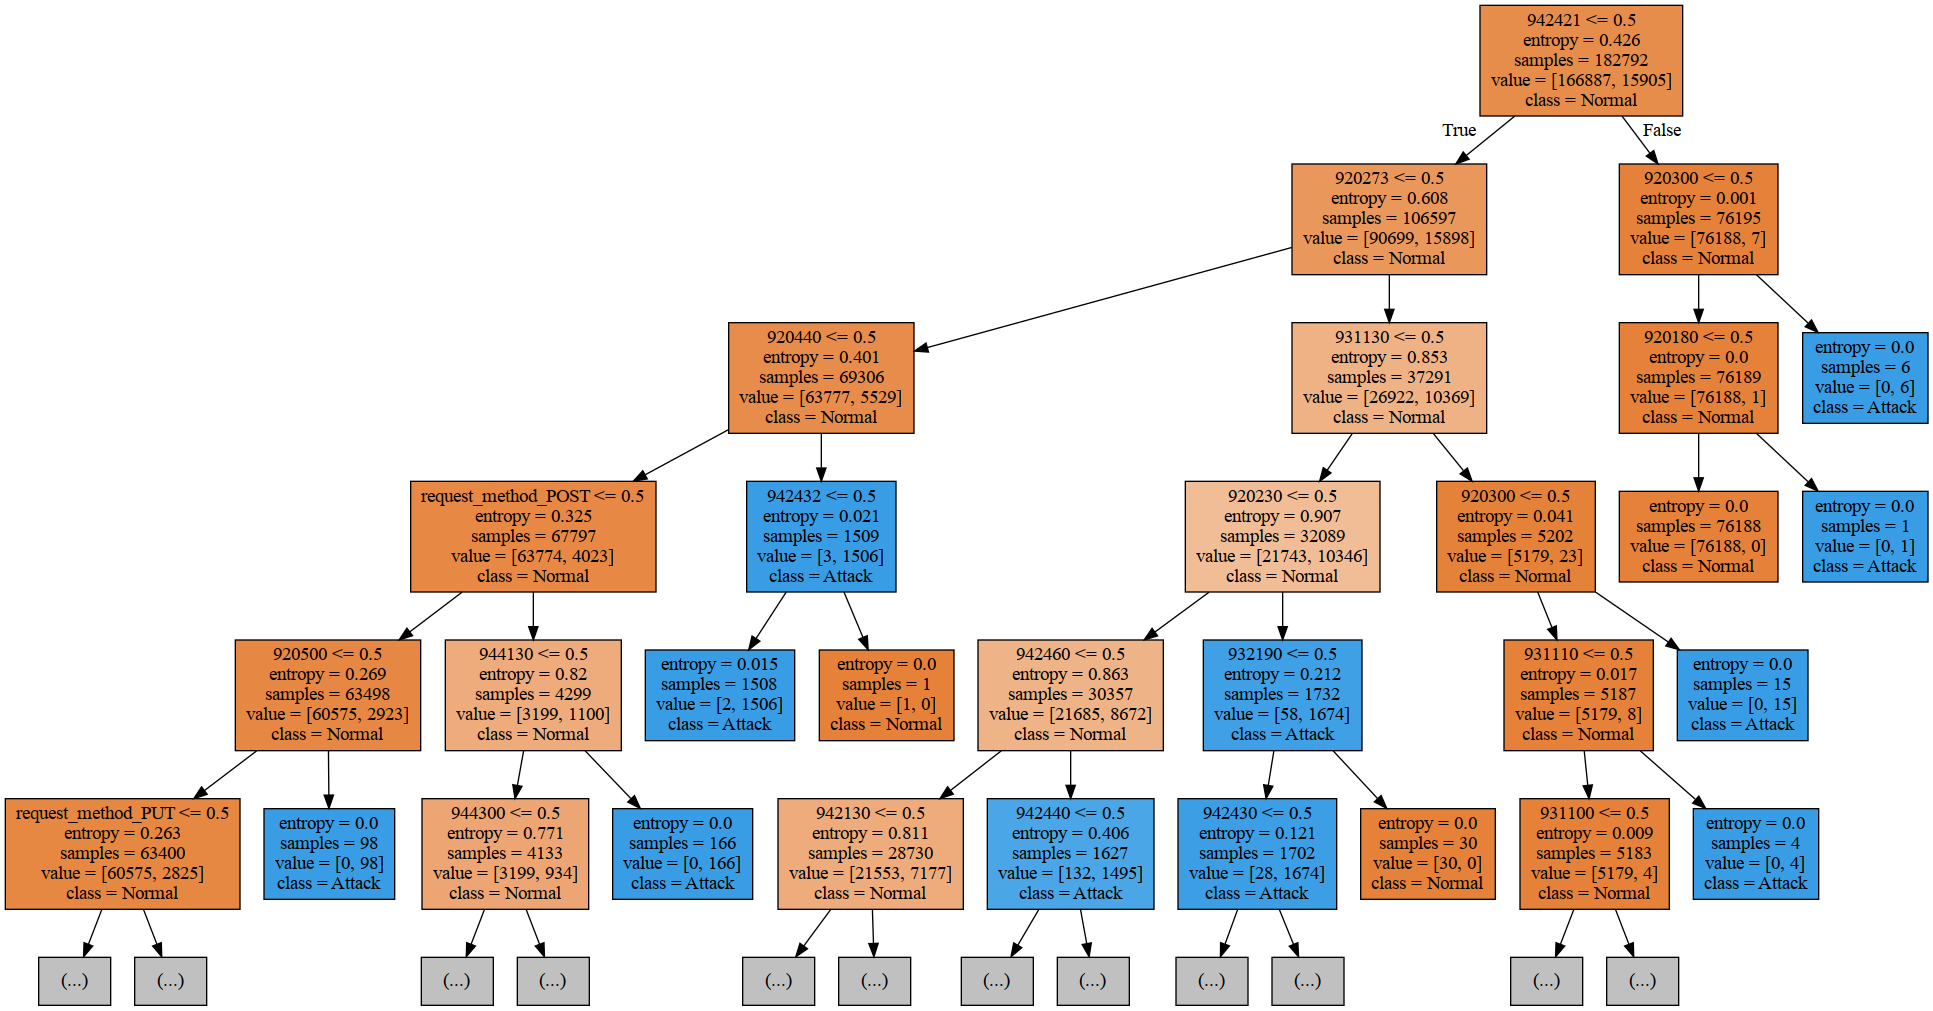 942421 <= 0.5
entropy = 0.426
samples = 182792
value = [166887, 15905]
class = Normal
True
False
920273 <= 0.5
entropy = 0.608
samples = 106597
value = [90699, 15898]
class = Normal
920300 <= 0.5
entropy = 0.001
samples = 76195
value = [76188, 7]
class = Normal
920440 <= 0.5
entropy = 0.401
samples = 69306
value = [63777, 5529]
class = Normal
931130 <= 0.5
entropy = 0.853
samples = 37291
value = [26922, 10369]
class = Normal
920180 <= 0.5
entropy = 0.0
samples = 76189
value = [76188, 1]
class = Normal
entropy = 0.0
samples = 6
value = [0, 6]
class = Attack
request_method_POST <= 0.5
entropy = 0.325
samples = 67797
value = [63774, 4023]
class = Normal
942432 <= 0.5
entropy = 0.021
samples = 1509
value = [3, 1506]
class = Attack
920230 <= 0.5
entropy = 0.907
samples = 32089
value = [21743, 10346]
class = Normal
920300 <= 0.5
entropy = 0.041
samples = 5202
value = [5179, 23]
class = Normal
entropy = 0.0
samples = 76188
value = [76188, 0]
class = Normal
entropy = 0.0
samples = 1
value = [0, 1]
class = Attack
920500 <= 0.5
entropy = 0.269
samples = 63498
value = [60575, 2923]
class = Normal
944130 <= 0.5
entropy = 0.82
samples = 4299
value = [3199, 1100]
class = Normal
entropy = 0.015
samples = 1508
value = [2, 1506]
class = Attack
entropy = 0.0
samples = 1
value = [1, 0]
class = Normal
942460 <= 0.5
entropy = 0.863
samples = 30357
value = [21685, 8672]
class = Normal
932190 <= 0.5
entropy = 0.212
samples = 1732
value = [58, 1674]
class = Attack
931110 <= 0.5
entropy = 0.017
samples = 5187
value = [5179, 8]
class = Normal
entropy = 0.0
samples = 15
value = [0, 15]
class = Attack
request_method_PUT <= 0.5
entropy = 0.263
samples = 63400
value = [60575, 2825]
class = Normal
entropy = 0.0
samples = 98
value = [0, 98]
class = Attack
944300 <= 0.5
entropy = 0.771
samples = 4133
value = [3199, 934]
class = Normal
entropy = 0.0
samples = 166
value = [0, 166]
class = Attack
942130 <= 0.5
entropy = 0.811
samples = 28730
value = [21553, 7177]
class = Normal
942440 <= 0.5
entropy = 0.406
samples = 1627
value = [132, 1495]
class = Attack
942430 <= 0.5
entropy = 0.121
samples = 1702
value = [28, 1674]
class = Attack
entropy = 0.0
samples = 30
value = [30, 0]
class = Normal
931100 <= 0.5
entropy = 0.009
samples = 5183
value = [5179, 4]
class = Normal
entropy = 0.0
samples = 4
value = [0, 4]
class = Attack
(...)
(...)
(...)
(...)
(...)
(...)
(...)
(...)
(...)
(...)
(...)
(...)